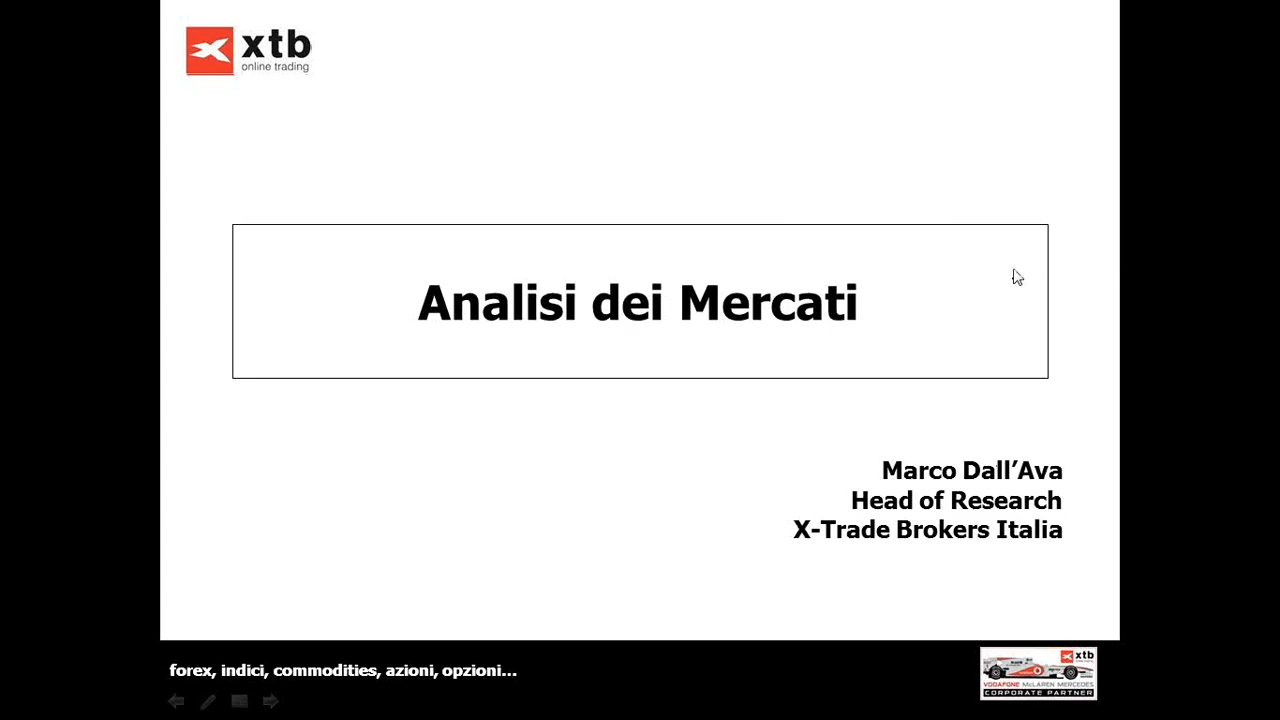 xtb
online trading
Analisi dei Mercati
Marco Dall’Ava
Head of Research
X-Trade Brokers Italia
forex, indici, commodities, azioni, opzioni...
xtb
VODAFONE McLAREN MERCEDES
CORPORATE PARTNER